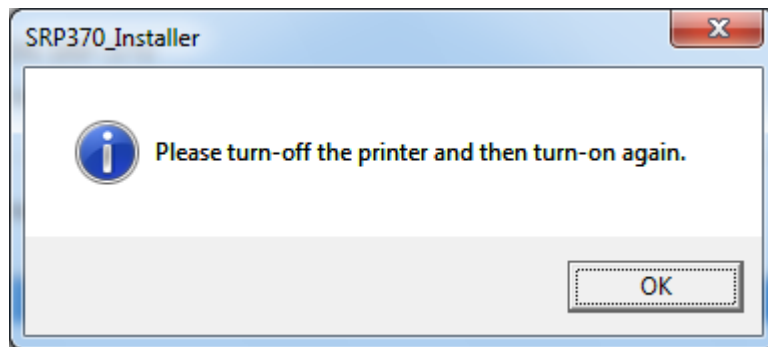 SRP370_Installer
Please turn-off the printer and then turn-on again.
OK